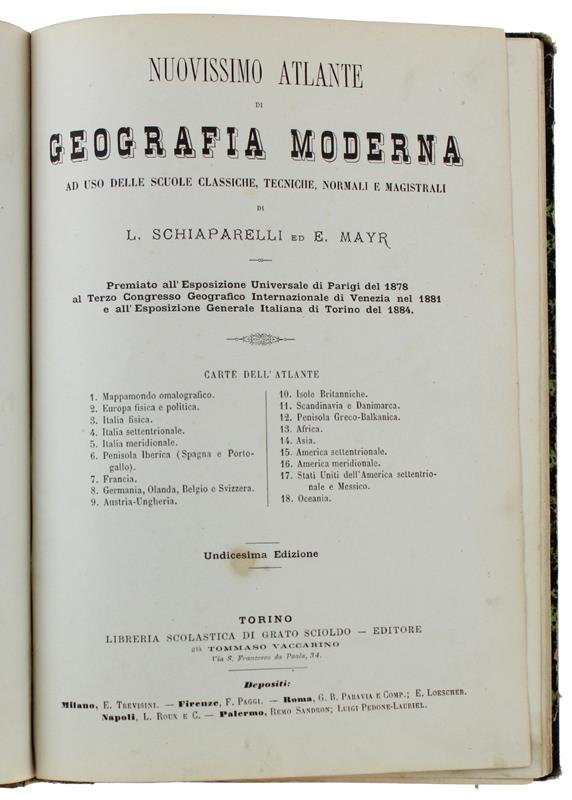 NUOVISSIMO ATLANTE
DI
GEOGRAFIA MODERNA
AD USO DELLE SCUOLE CLASSICHE, TECNICHE, NORMALI E MAGISTRALI
DI
L. SCHIAPARELLI ED E. MAYR
Premiato all'Esposizione Universale di Parigi del 1878
al Terzo Congresso Geografico Internazionale di Venezia nel 1881
e all'Esposizione Generale Italiana di Torino del 1884.
CARTE DELL'ATLANTE
1. Mappamondo omalografico.
2. Europa fisica e politica.
3. Italia fisica.
4. Italia settentrionale.
5. Italia meridionale.
6. Penisola Iberica (Spagna e Porto-
gallo).
7. Francia.
8. Germania, Olanda, Belgio e Svizzera.
9. Austria-Ungheria.
10. Isole Britanniche.
11. Scandinavia e Danimarca.
12. Penisola Greco-Balkanica.
13. Africa.
14. Asia.
15. America settentrionale.
16. America meridionale.
17. Stati Uniti dell'America settentrio-
nale e Messico.
18. Oceania.
Undicesima Edizione
TORINO
LIBRERIA SCOLASTICA DI GRATO SCIOLDO — EDITORE
già TOMMASO VACCARINO
Via S. Francesco da Paola, 34.
Depositi:
Milano, E. TREVISINI. — Firenze, F. PAGGI. — Roma, G. B. PARAVIA E COMP.; E. LOESCHER.
Napoli, L. ROUX E C. — Palermo, REMO SANDRON; LUIGI PEDONE-LAURIEL.